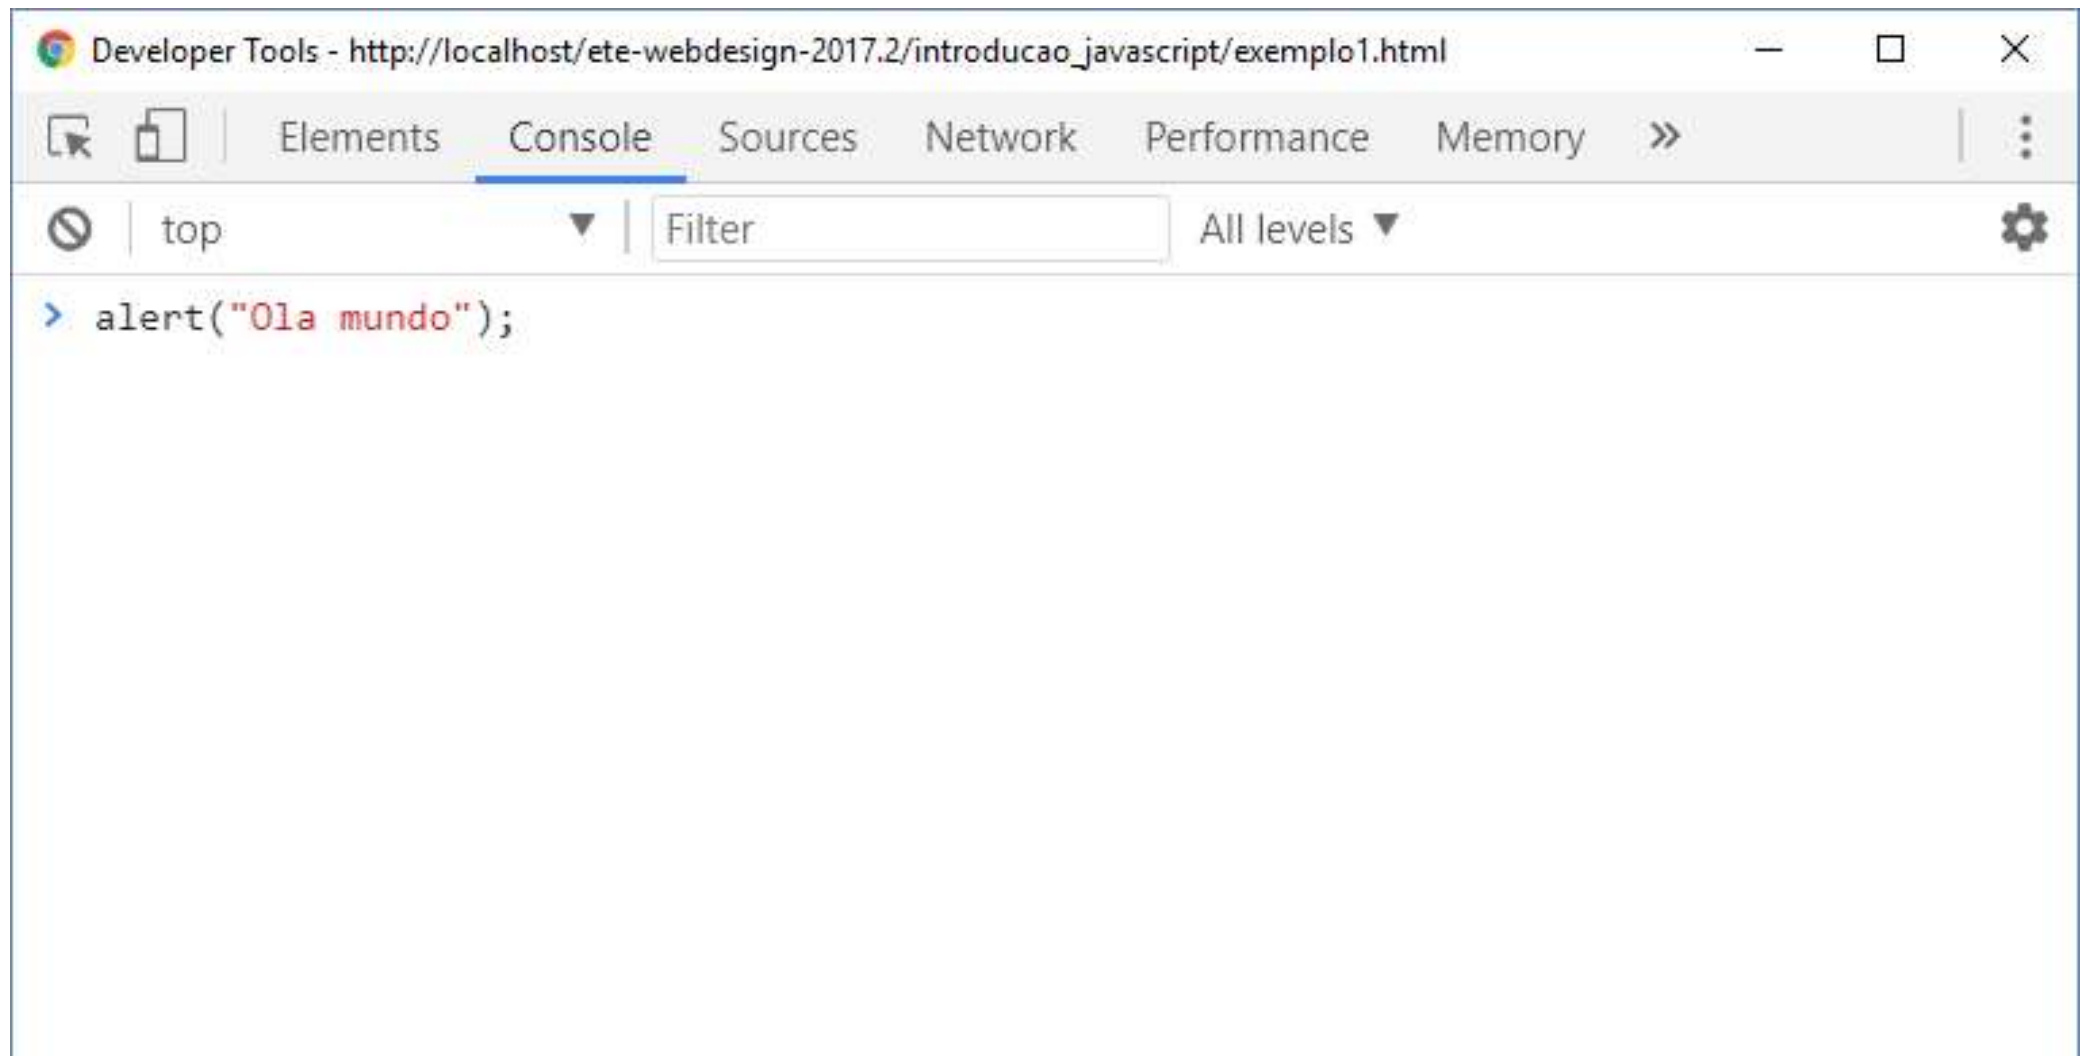 Developer Tools - http://localhost/ete-webdesign-2017.2/introducao_javascript/exemplo1.html
Elements Console Sources Network Performance Memory »
top Filter All levels
> alert("Ola mundo");